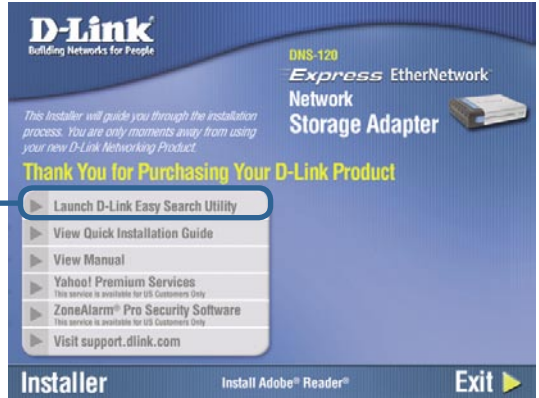 D-Link
Building Networks for People
DNS-120
Express EtherNetwork
Network
Storage Adapter
This Installer will guide you through the installation
process. You are only moments away from using
your new D-Link Networking Product.
Thank You for Purchasing Your D-Link Product
Launch D-Link Easy Search Utility
View Quick Installation Guide
View Manual
Yahoo! Premium Services
This service is available for US Customers Only
ZoneAlarm® Pro Security Software
This service is available for US Customers Only
Visit support.dlink.com
Installer
Install Adobe® Reader®
Exit